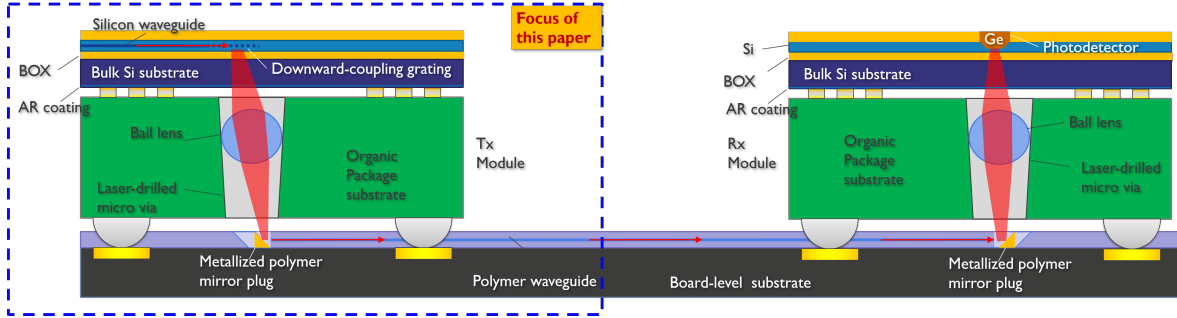 Silicon waveguide
Focus of
this paper
Downward-coupling grating
BOX
Bulk Si substrate
AR coating
Ball lens
Organic
Package
substrate
Tx
Module
Laser-drilled
micro via
Metallized polymer
mirror plug
Polymer waveguide
Board-level substrate
Ge
Si
Photodetector
BOX
Bulk Si substrate
AR coating
Ball lens
Rx
Module
Organic
Package
substrate
Laser-drilled
micro via
Metallized polymer
mirror plug